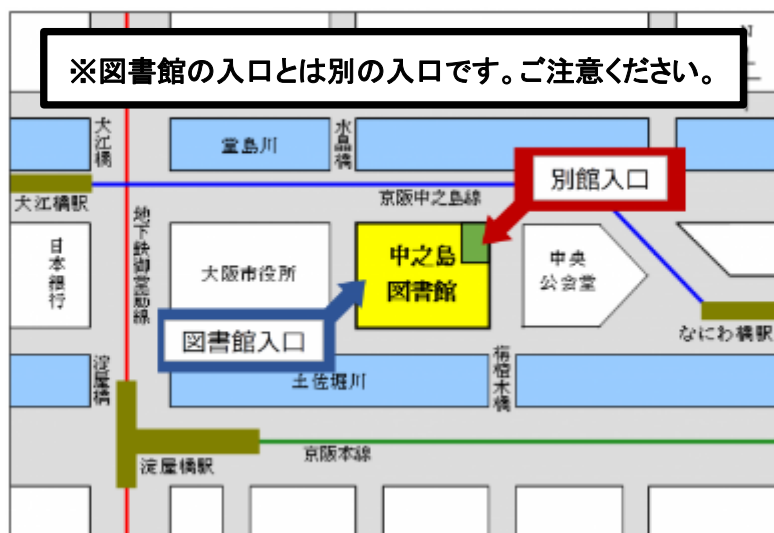 ※図書館の入口とは別の入口です。ご注意ください。
大江橋
堂島川
水晶橋
別館入口
大江橋駅
京阪中之島線
地下鉄御堂筋線
日本銀行
大阪市役所
中之島
図書館
中央
公会堂
図書館入口
なにわ橋駅
淀屋橋
土佐堀川
栴檀木橋
淀屋橋駅
京阪本線